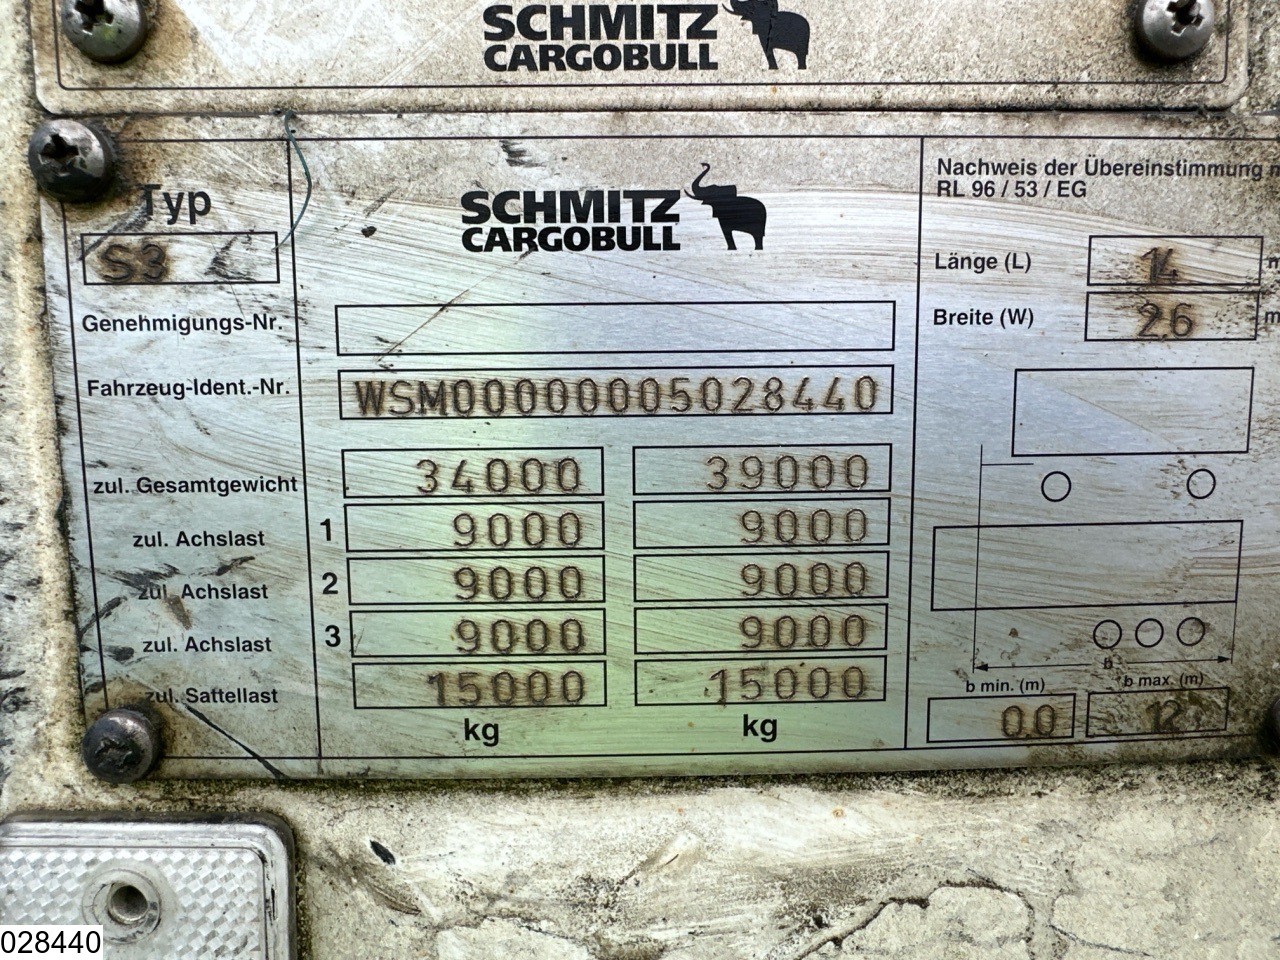 SCHMITZ
CARGOBULL
Typ
S3
SCHMITZ
CARGOBULL
Nachweis der Übereinstimmung
RL 96 / 53 / EG
Länge (L) 14
Breite (W) 2.6
Genehmigungs-Nr.
Fahrzeug-Ident.-Nr. WSM00000005028440
zul. Gesamtgewicht 34000 39000
zul. Achslast 1 9000 9000
zul. Achslast 2 9000 9000
zul. Achslast 3 9000 9000
zul. Sattellast 15000 15000
kg kg
b
b min. (m) b max. (m)
0.0 12
028440